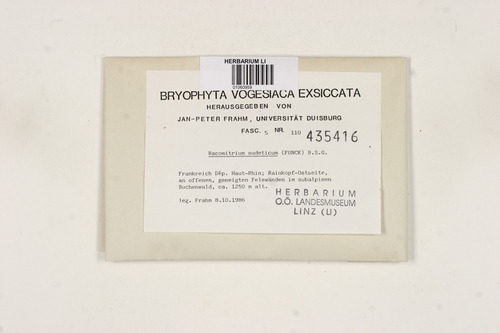 HERBARIUM LI
01060959
BRYOPHYTA VOGESIACA EXSICCATA
HERAUSGEGEBEN VON
JAN-PETER FRAHM, UNIVERSITÄT DUISBURG
FASC. 5 NR. 110 435416
Racomitrium sudeticum (FUNCK) B.S.G.
Frankreich Dép. Haut-Rhin; Rainkopf-Ostseite,
an offenen, geneigten Felswänden im subalpinen
Buchenwald, ca. 1250 m alt.
HERBARIUM
O.Ö. LANDESMUSEUM
LINZ (LI)
leg. Frahm 8.10.1986